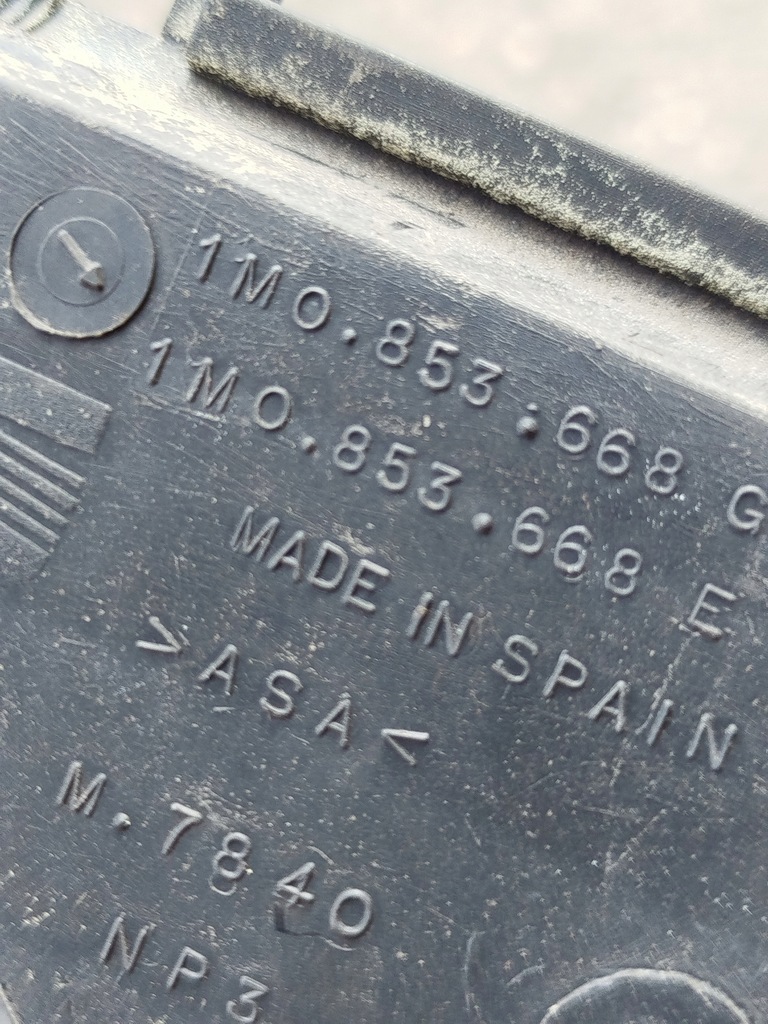 1M0.853.668 G
1M0.853.668 E
MADE IN SPAIN
>ASA<
M.7840
NP3